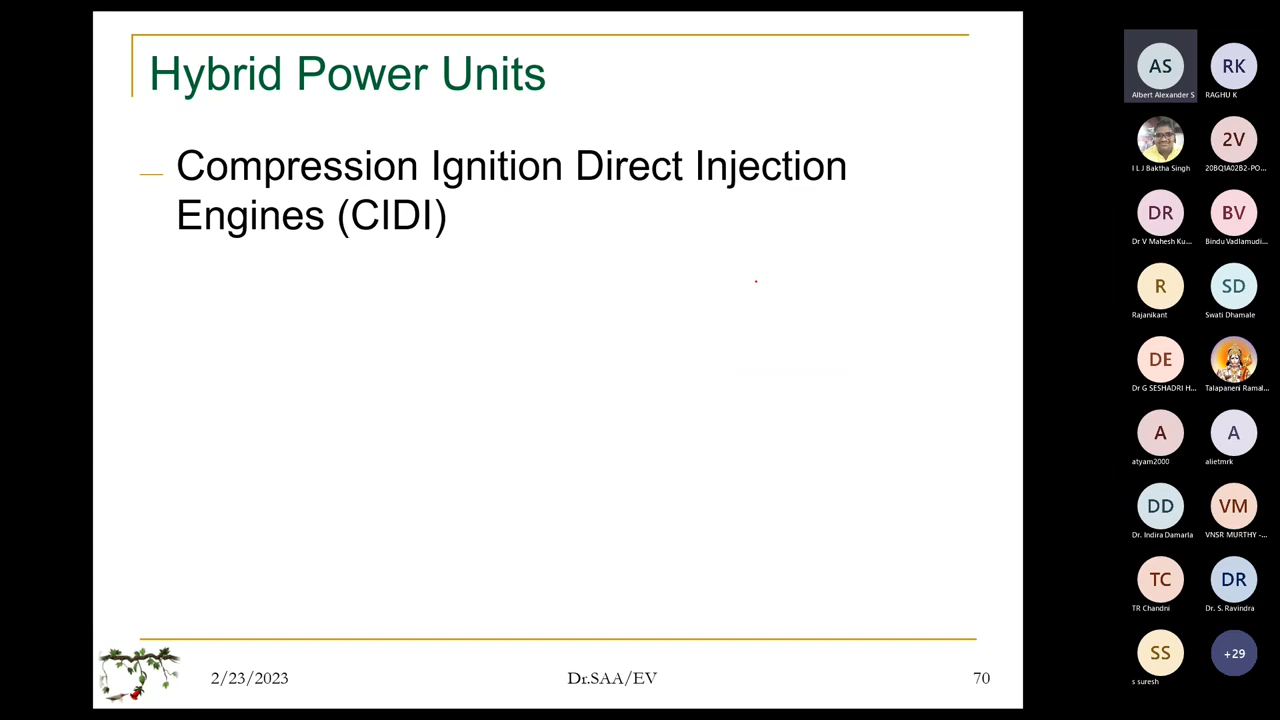 Hybrid Power Units
Compression Ignition Direct Injection
Engines (CIDI)
2/23/2023
Dr.SAA/EV
70
AS
Albert Alexander S
RK
RAGHU K
I L J Baktha Singh
2V
20BQ1A02B2-PO...
DR
Dr V Mahesh Ku...
BV
Bindu Vadlamudi...
R
Rajanikant
SD
Swati Dhamale
DE
Dr G SESHADRI H...
Talapaneni Ramal...
A
atyam2000
A
alietmrk
DD
Dr. Indira Damarla
VM
VNSR MURTHY -...
TC
TR Chandni
DR
Dr. S. Ravindra
SS
s suresh
+29